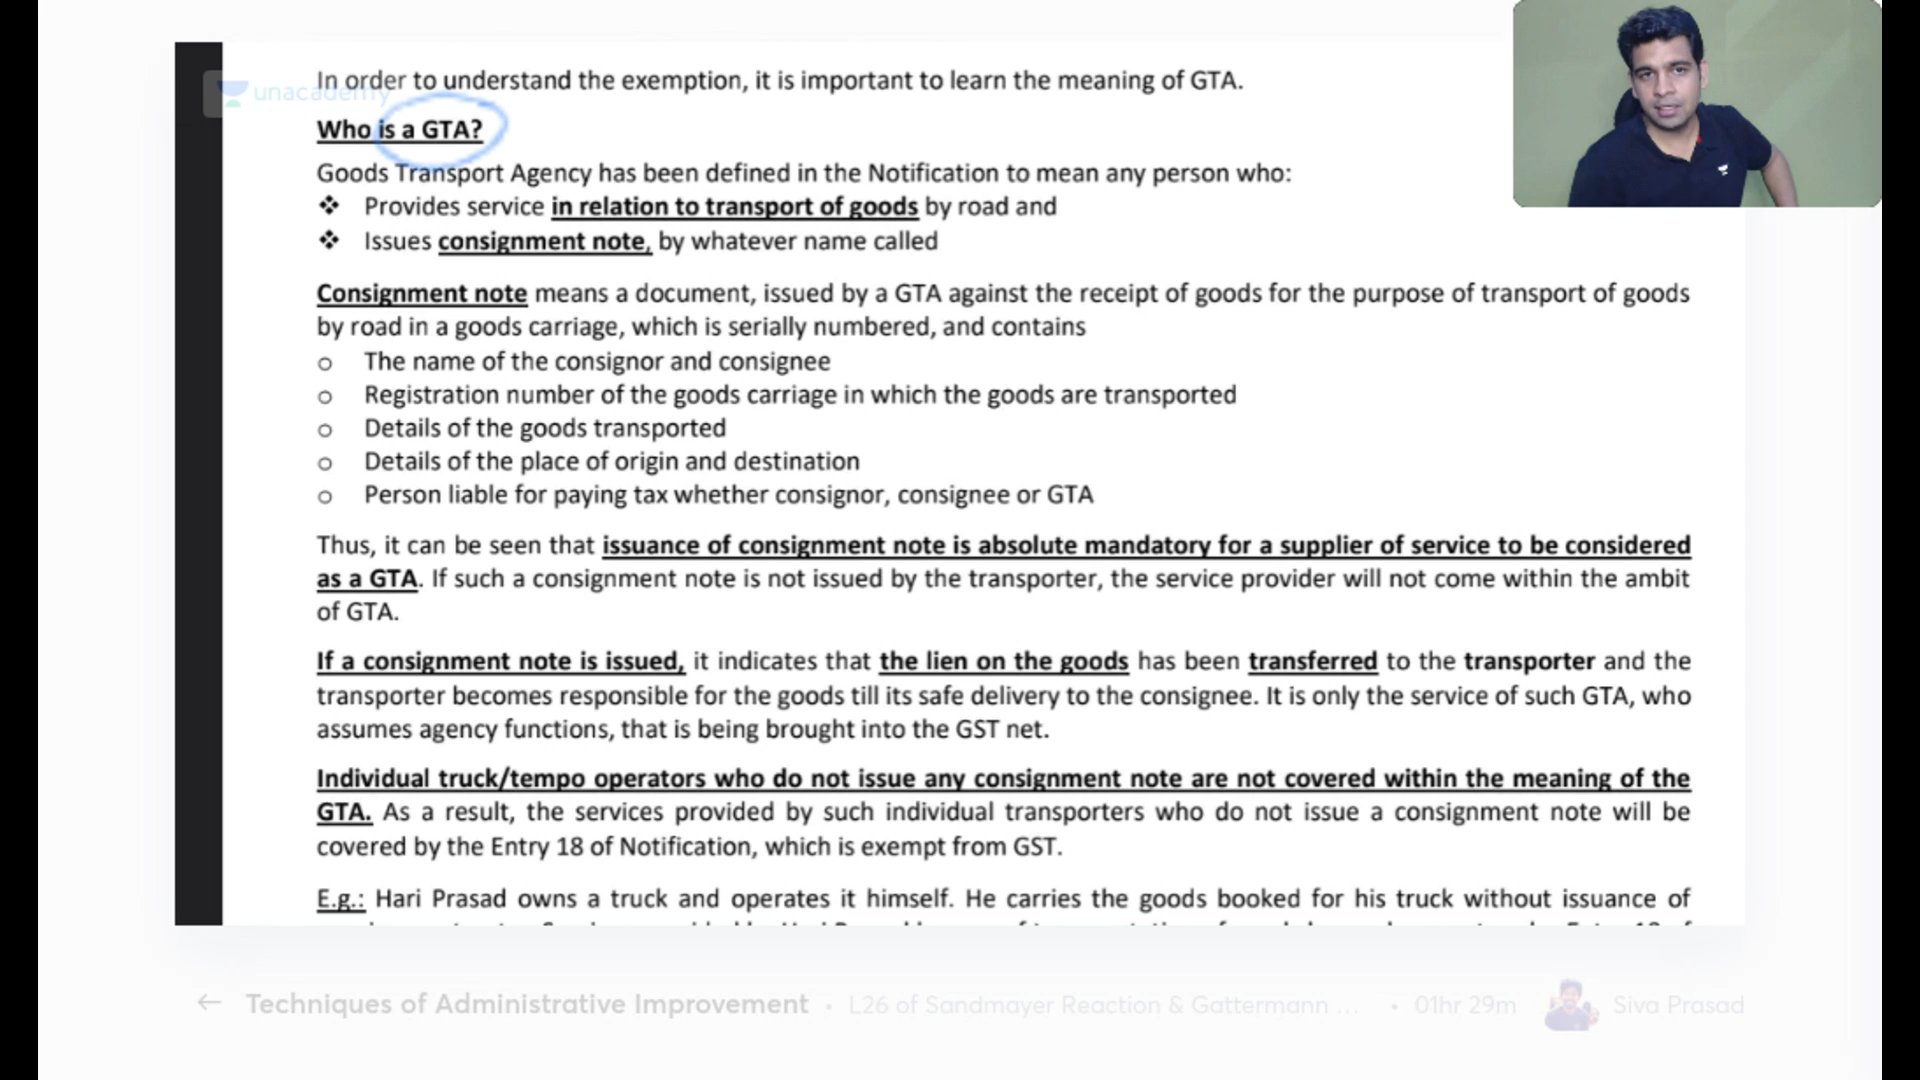 In order to understand the exemption, it is important to learn the meaning of GTA.
unacademy
Who is a GTA?
Goods Transport Agency has been defined in the Notification to mean any person who:
❖ Provides service in relation to transport of goods by road and
❖ Issues consignment note, by whatever name called
Consignment note means a document, issued by a GTA against the receipt of goods for the purpose of transport of goods
by road in a goods carriage, which is serially numbered, and contains
o The name of the consignor and consignee
o Registration number of the goods carriage in which the goods are transported
o Details of the goods transported
o Details of the place of origin and destination
o Person liable for paying tax whether consignor, consignee or GTA
Thus, it can be seen that issuance of consignment note is absolute mandatory for a supplier of service to be considered
as a GTA. If such a consignment note is not issued by the transporter, the service provider will not come within the ambit
of GTA.
If a consignment note is issued, it indicates that the lien on the goods has been transferred to the transporter and the
transporter becomes responsible for the goods till its safe delivery to the consignee. It is only the service of such GTA, who
assumes agency functions, that is being brought into the GST net.
Individual truck/tempo operators who do not issue any consignment note are not covered within the meaning of the
GTA. As a result, the services provided by such individual transporters who do not issue a consignment note will be
covered by the Entry 18 of Notification, which is exempt from GST.
E.g.: Hari Prasad owns a truck and operates it himself. He carries the goods booked for his truck without issuance of
← Techniques of Administrative Improvement • L26 of Sandmayer Reaction & Gattermann ... • 01hr 29m Siva Prasad